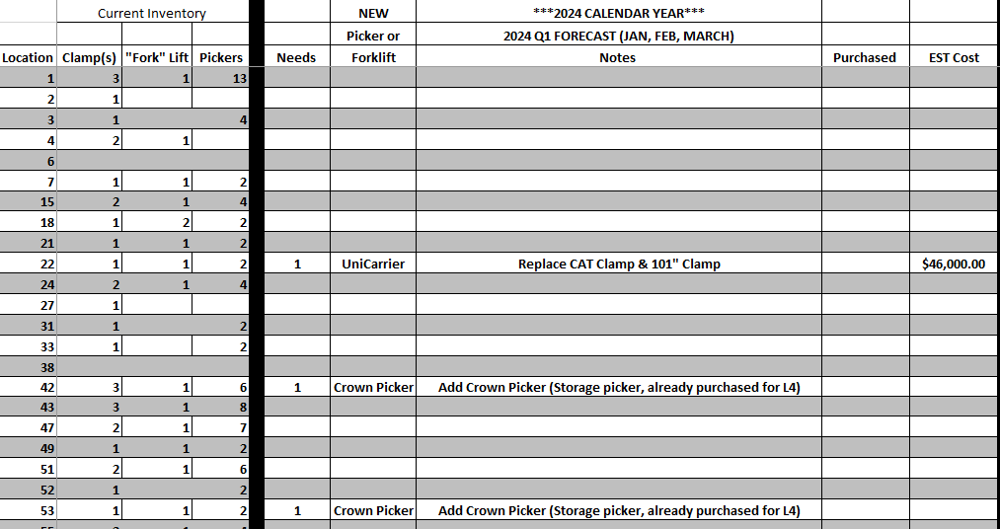 Current Inventory NEW ***2024 CALENDAR YEAR***
Picker or 2024 Q1 FORECAST (JAN, FEB, MARCH)
Location Clamp(s) "Fork" Lift Pickers Needs Forklift Notes Purchased EST Cost
1 3 1 13
2 1
3 1 4
4 2 1
6
7 1 1 2
15 2 1 4
18 1 2 2
21 1 1 2
22 1 1 2 1 UniCarrier Replace CAT Clamp & 101" Clamp $46,000.00
24 2 1 4
27 1
31 1 2
33 1 2
38
42 3 1 6 1 Crown Picker Add Crown Picker (Storage picker, already purchased for L4)
43 3 1 8
47 2 1 7
49 1 1 2
51 2 1 6
52 1 2
53 1 1 2 1 Crown Picker Add Crown Picker (Storage picker, already purchased for L4)